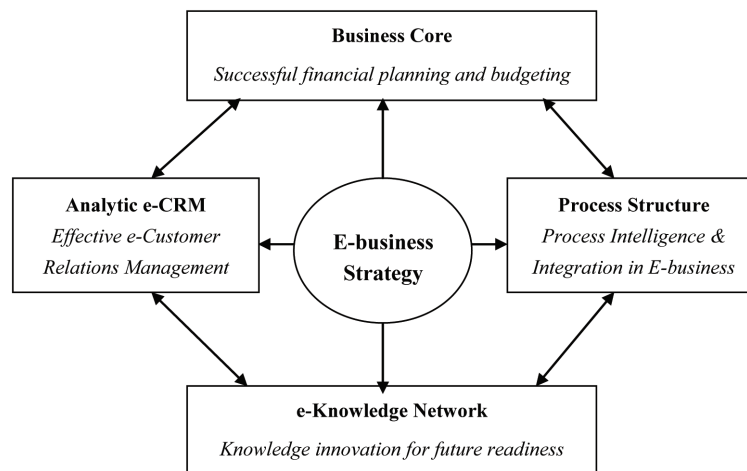 Business Core
Successful financial planning and budgeting
Analytic e-CRM
Effective e-Customer
Relations Management
E-business
Strategy
Process Structure
Process Intelligence &
Integration in E-business
e-Knowledge Network
Knowledge innovation for future readiness